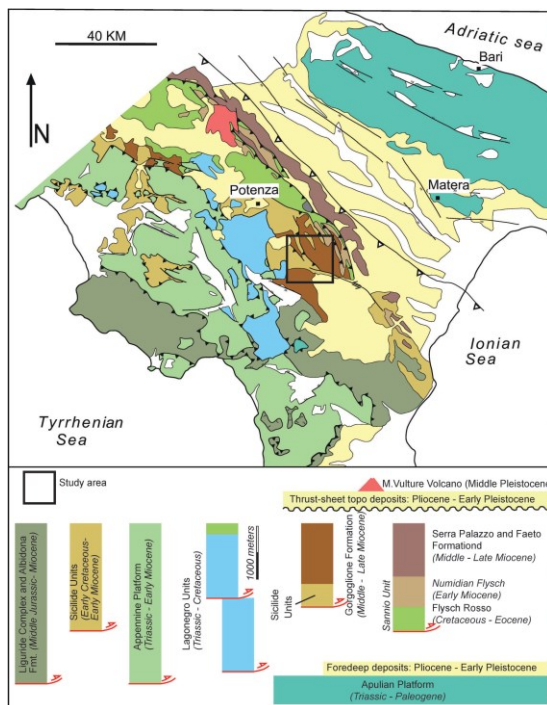 40 KM
Adriatic sea
Bari
N
Potenza
Matera
Ionian
Sea
Tyrrhenian
Sea
Study area
M.Vulture Volcano (Middle Pleistocene)
Thrust-sheet topo deposits: Pliocene - Early Pleistocene
Liguride Complex and Albidona
Fmt. (Middle Jurassic- Miocene)
Sicilide Units
(Early Cretaceous-
Early Miocene)
Appennine Platform
(Triassic - Early Miocene)
Lagonegro Units
(Triassic - Cretaceous)
1000 meters
Sicilide
Units
Gorgoglione Formation
(Middle - Late Miocene)
Sannio Unit
Serra Palazzo and Faeto
Formationd
(Middle - Late Miocene)
Numidian Flysch
(Early Miocene)
Flysch Rosso
(Cretaceous - Eocene)
Foredeep deposits: Pliocene - Early Pleistocene
Apulian Platform
(Triassic - Paleogene)